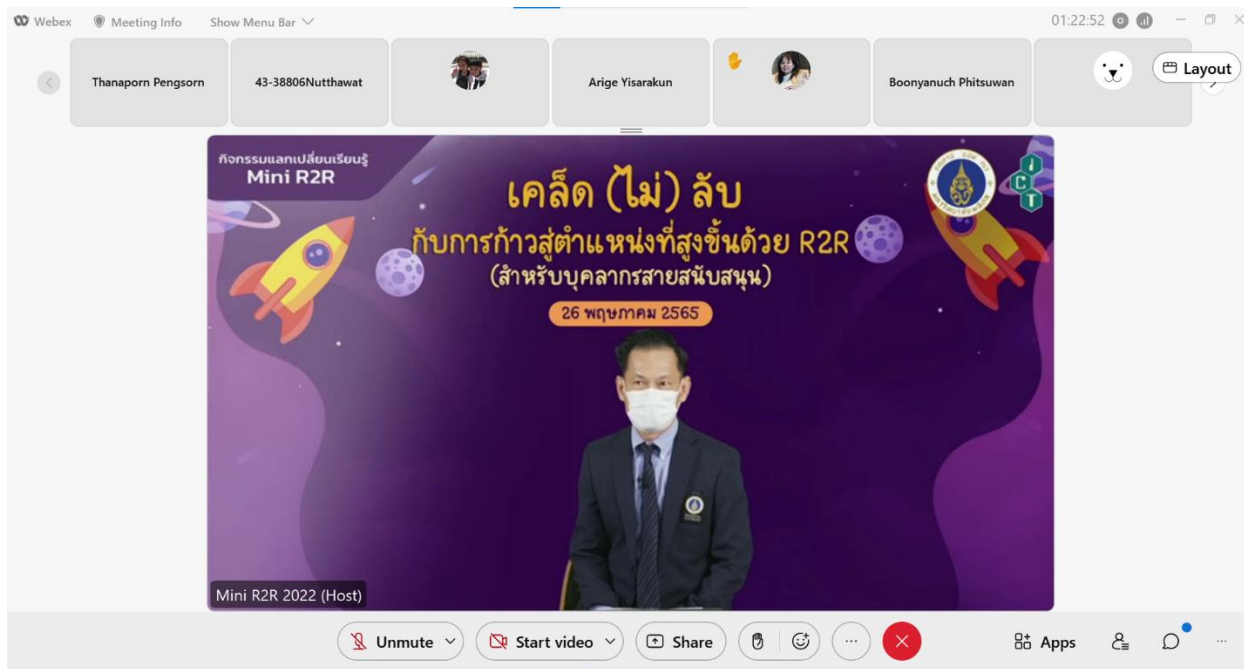 Webex
Meeting Info
Show Menu Bar
01:22:52
Thanaporn Pengsorn
43-38806Nutthawat
Arige Yisarakun
Boonyanuch Phitsuwan
Layout
กิจกรรมแลกเปลี่ยนเรียนรู้
Mini R2R
เคล็ด (ไม่) ลับ
กับการก้าวสู่ตำแหน่งที่สูงขึ้นด้วย R2R
(สำหรับบุคลากรสายสนับสนุน)
26 พฤษภาคม 2565
I
C
T
Mini R2R 2022 (Host)
Unmute
Start video
Share
Apps